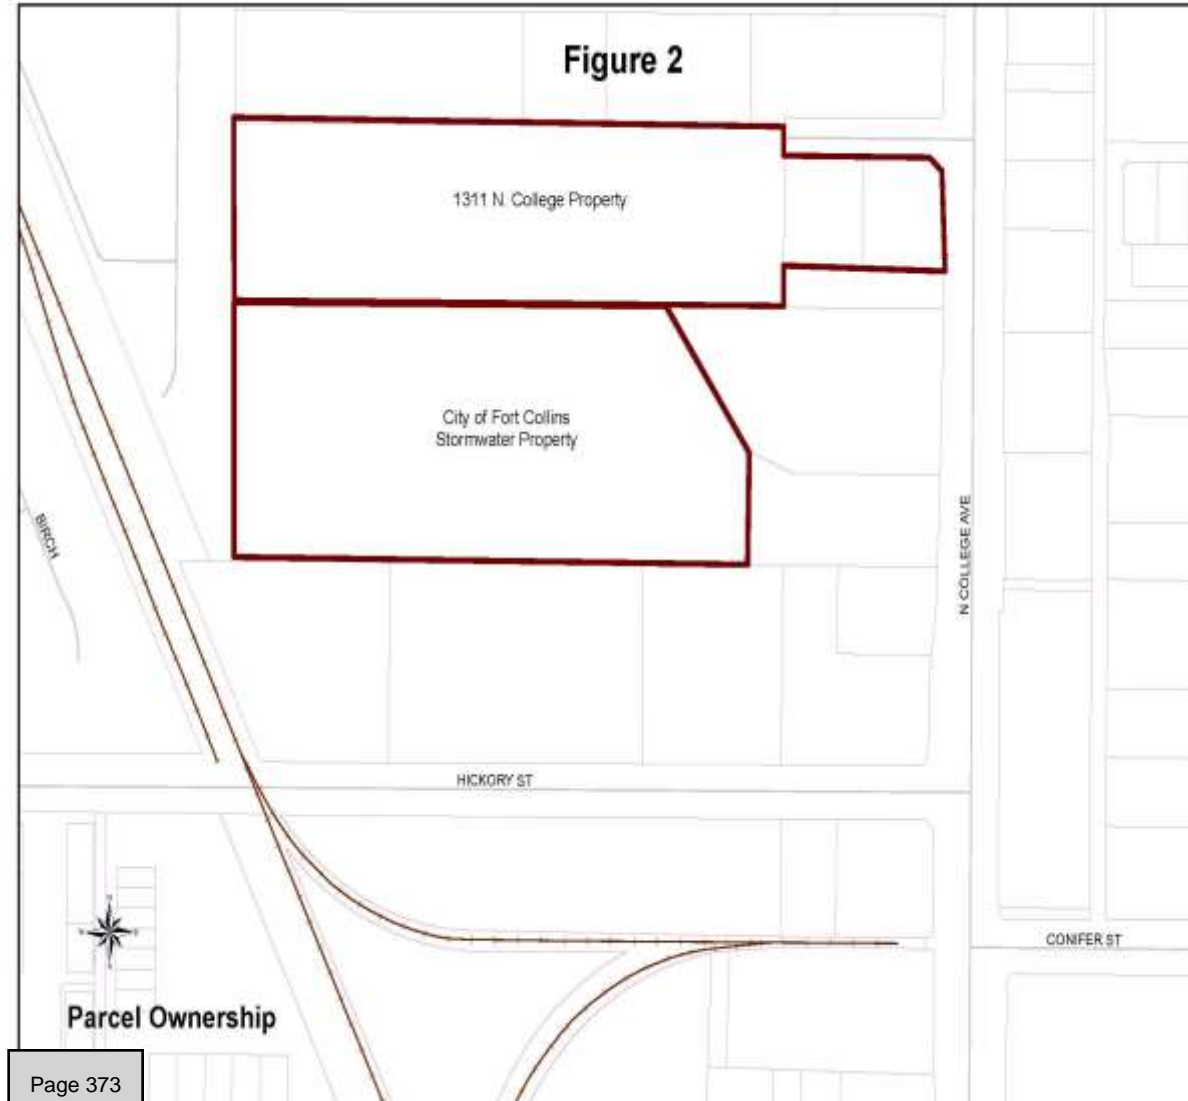 Figure 2
1311 N. College Property
City of Fort Collins
Stormwater Property
BIRCH
N COLLEGE AVE
HICKORY ST
CONIFER ST
Parcel Ownership
Page 373